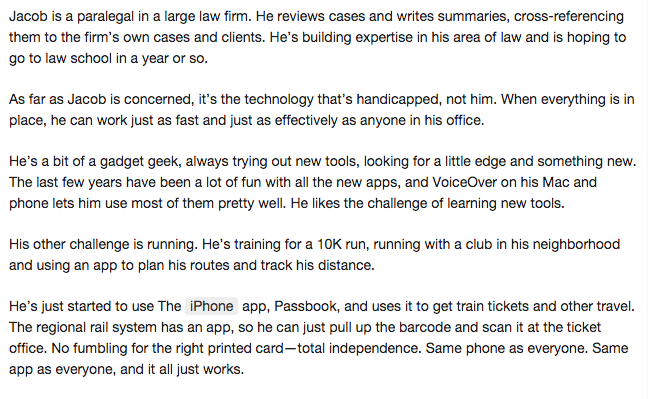 Jacob is a paralegal in a large law firm. He reviews cases and writes summaries, cross-referencing
them to the firm's own cases and clients. He's building expertise in his area of law and is hoping to
go to law school in a year or so.
As far as Jacob is concerned, it's the technology that's handicapped, not him. When everything is in
place, he can work just as fast and just as effectively as anyone in his office.
He's a bit of a gadget geek, always trying out new tools, looking for a little edge and something new.
The last few years have been a lot of fun with all the new apps, and VoiceOver on his Mac and
phone lets him use most of them pretty well. He likes the challenge of learning new tools.
His other challenge is running. He's training for a 10K run, running with a club in his neighborhood
and using an app to plan his routes and track his distance.
He's just started to use The iPhone app, Passbook, and uses it to get train tickets and other travel.
The regional rail system has an app, so he can just pull up the barcode and scan it at the ticket
office. No fumbling for the right printed card—total independence. Same phone as everyone. Same
app as everyone, and it all just works.